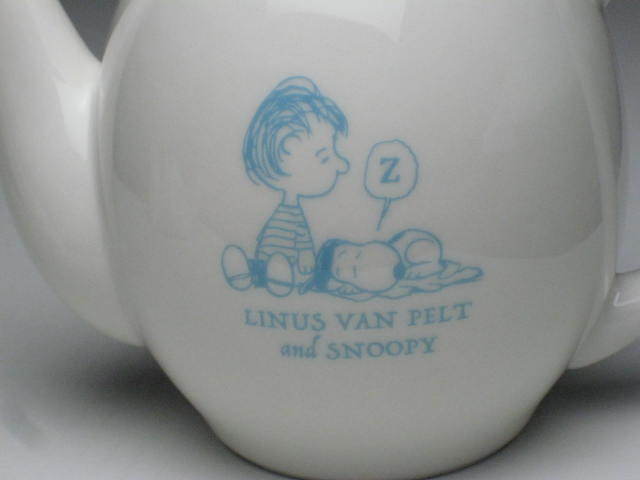 Z
LINUS VAN PELT
and SNOOPY